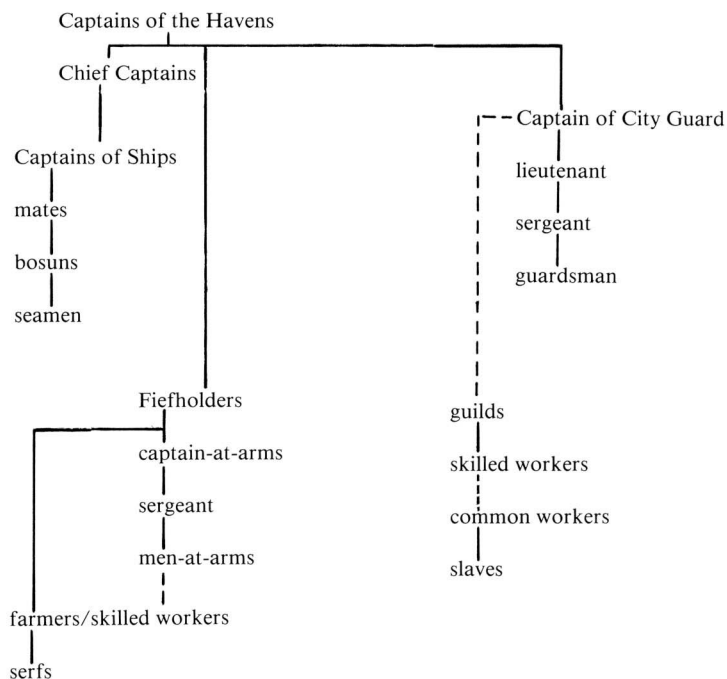 Captains of the Havens
Chief Captains
Captains of Ships
mates
bosuns
seamen
Captain of City Guard
lieutenant
sergeant
guardsman
Fiefholders
captain-at-arms
sergeant
men-at-arms
farmers/skilled workers
serfs
guilds
skilled workers
common workers
slaves